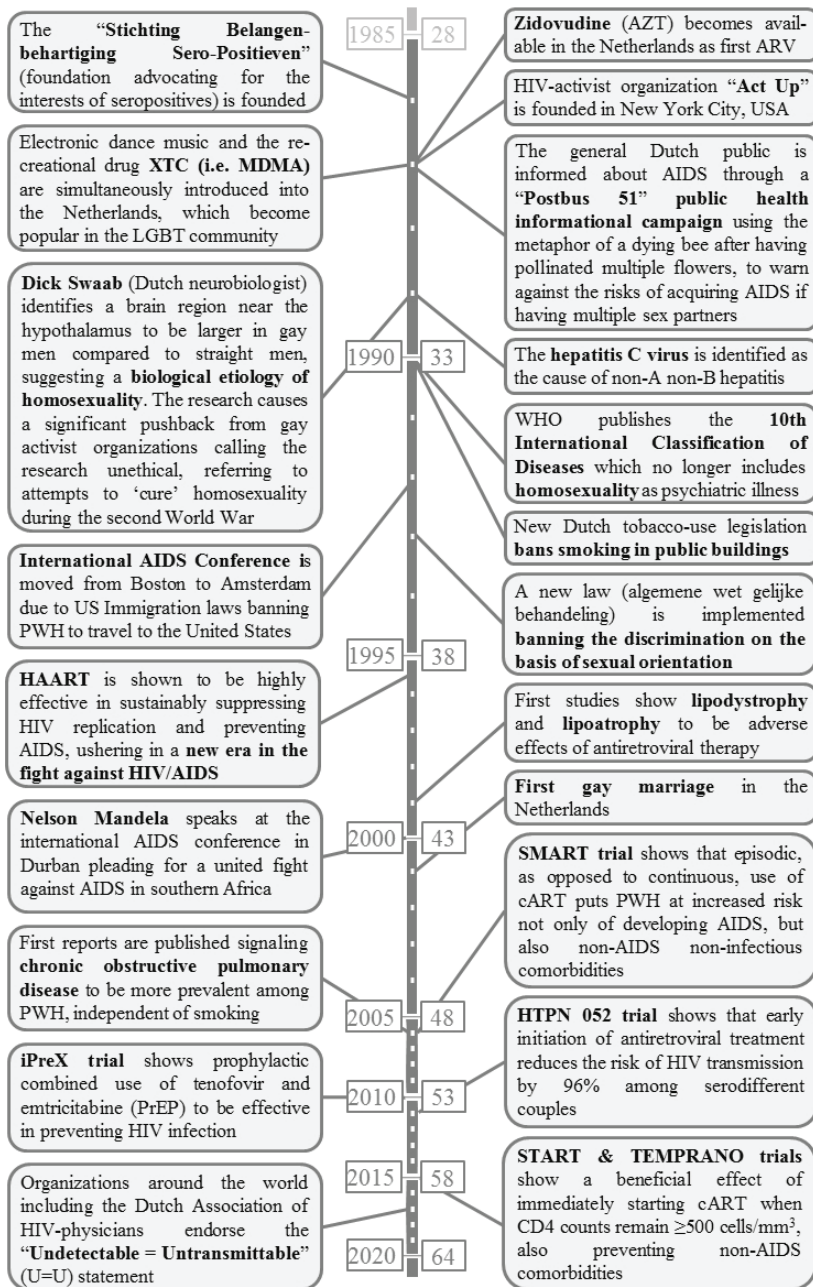 The “Stichting Belangen-
behartiging Sero-Positieven”
(foundation advocating for the
interests of seropositives) is founded
Electronic dance music and the re-
creational drug XTC (i.e. MDMA)
are simultaneously introduced into
the Netherlands, which become
popular in the LGBT community
Dick Swaab (Dutch neurobiologist)
identifies a brain region near the
hypothalamus to be larger in gay
men compared to straight men,
suggesting a biological etiology of
homosexuality. The research causes
a significant pushback from gay
activist organizations calling the
research unethical, referring to
attempts to ‘cure’ homosexuality
during the second World War
International AIDS Conference is
moved from Boston to Amsterdam
due to US Immigration laws banning
PWH to travel to the United States
HAART is shown to be highly
effective in sustainably suppressing
HIV replication and preventing
AIDS, ushering in a new era in the
fight against HIV/AIDS
Nelson Mandela speaks at the
international AIDS conference in
Durban pleading for a united fight
against AIDS in southern Africa
First reports are published signaling
chronic obstructive pulmonary
disease to be more prevalent among
PWH, independent of smoking
iPreX trial shows prophylactic
combined use of tenofovir and
emtricitabine (PrEP) to be effective
in preventing HIV infection
Organizations around the world
including the Dutch Association of
HIV-physicians endorse the
“Undetectable = Untransmittable”
(U=U) statement
1985 28
1990 33
1995 38
2000 43
2005 48
2010 53
2015 58
2020 64
Zidovudine (AZT) becomes avail-
able in the Netherlands as first ARV
HIV-activist organization “Act Up”
is founded in New York City, USA
The general Dutch public is
informed about AIDS through a
“Postbus 51” public health
informational campaign using the
metaphor of a dying bee after having
pollinated multiple flowers, to warn
against the risks of acquiring AIDS if
having multiple sex partners
The hepatitis C virus is identified as
the cause of non-A non-B hepatitis
WHO publishes the 10th
International Classification of
Diseases which no longer includes
homosexuality as psychiatric illness
New Dutch tobacco-use legislation
bans smoking in public buildings
A new law (algemene wet gelijke
behandeling) is implemented
banning the discrimination on the
basis of sexual orientation
First studies show lipodystrophy
and lipoatrophy to be adverse
effects of antiretroviral therapy
First gay marriage in the
Netherlands
SMART trial shows that episodic,
as opposed to continuous, use of
cART puts PWH at increased risk
not only of developing AIDS, but
also non-AIDS non-infectious
comorbidities
HTPN 052 trial shows that early
initiation of antiretroviral treatment
reduces the risk of HIV transmission
by 96% among serodifferent
couples
START & TEMPRANO trials
show a beneficial effect of
immediately starting cART when
CD4 counts remain ≥500 cells/mm³,
also preventing non-AIDS
comorbidities